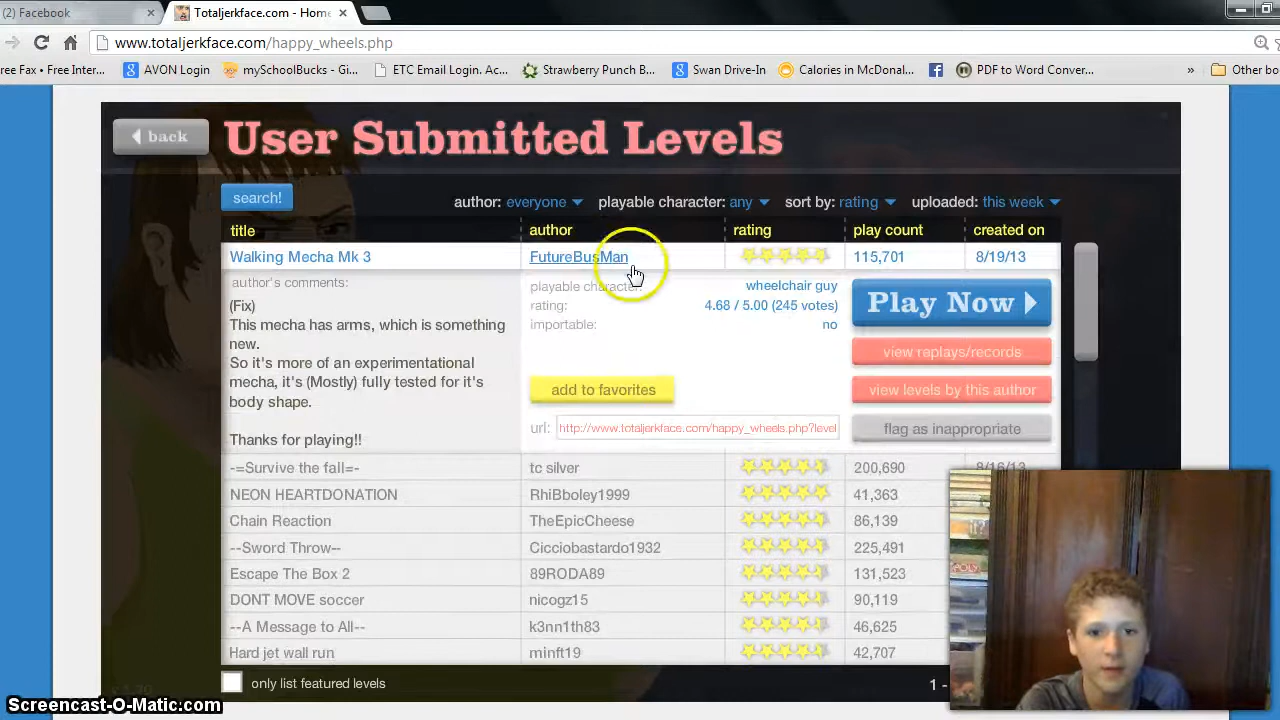 (2) Facebook
Totaljerkface.com - Home
www.totaljerkface.com/happy_wheels.php
ree Fax • Free Inter...
AVON Login
mySchoolBucks - Gi...
ETC Email Login. Ac...
Strawberry Punch B...
Swan Drive-In
Calories in McDonal...
PDF to Word Conver...
»
Other bo
back
User Submitted Levels
search!
author: everyone
playable character: any
sort by: rating
uploaded: this week
title author rating play count created on
Walking Mecha Mk 3 FutureBusMan 115,701 8/19/13
author's comments:
(Fix)
This mecha has arms, which is something
new.
So it's more of an experimentational
mecha, it's (Mostly) fully tested for it's
body shape.
Thanks for playing!!
playable character: wheelchair guy
rating: 4.68 / 5.00 (245 votes)
importable: no
add to favorites
url: http://www.totaljerkface.com/happy_wheels.php?level
Play Now
view replays/records
view levels by this author
flag as inappropriate
-=Survive the fall=- tc silver 200,690 8/16/13
NEON HEARTDONATION RhiBboley1999 41,363
Chain Reaction TheEpicCheese 86,139
--Sword Throw-- Cicciobastardo1932 225,491
Escape The Box 2 89RODA89 131,523
DONT MOVE soccer nicogz15 90,119
--A Message to All-- k3nn1th83 46,625
Hard jet wall run minft19 42,707
only list featured levels
1 -
Screencast-O-Matic.com